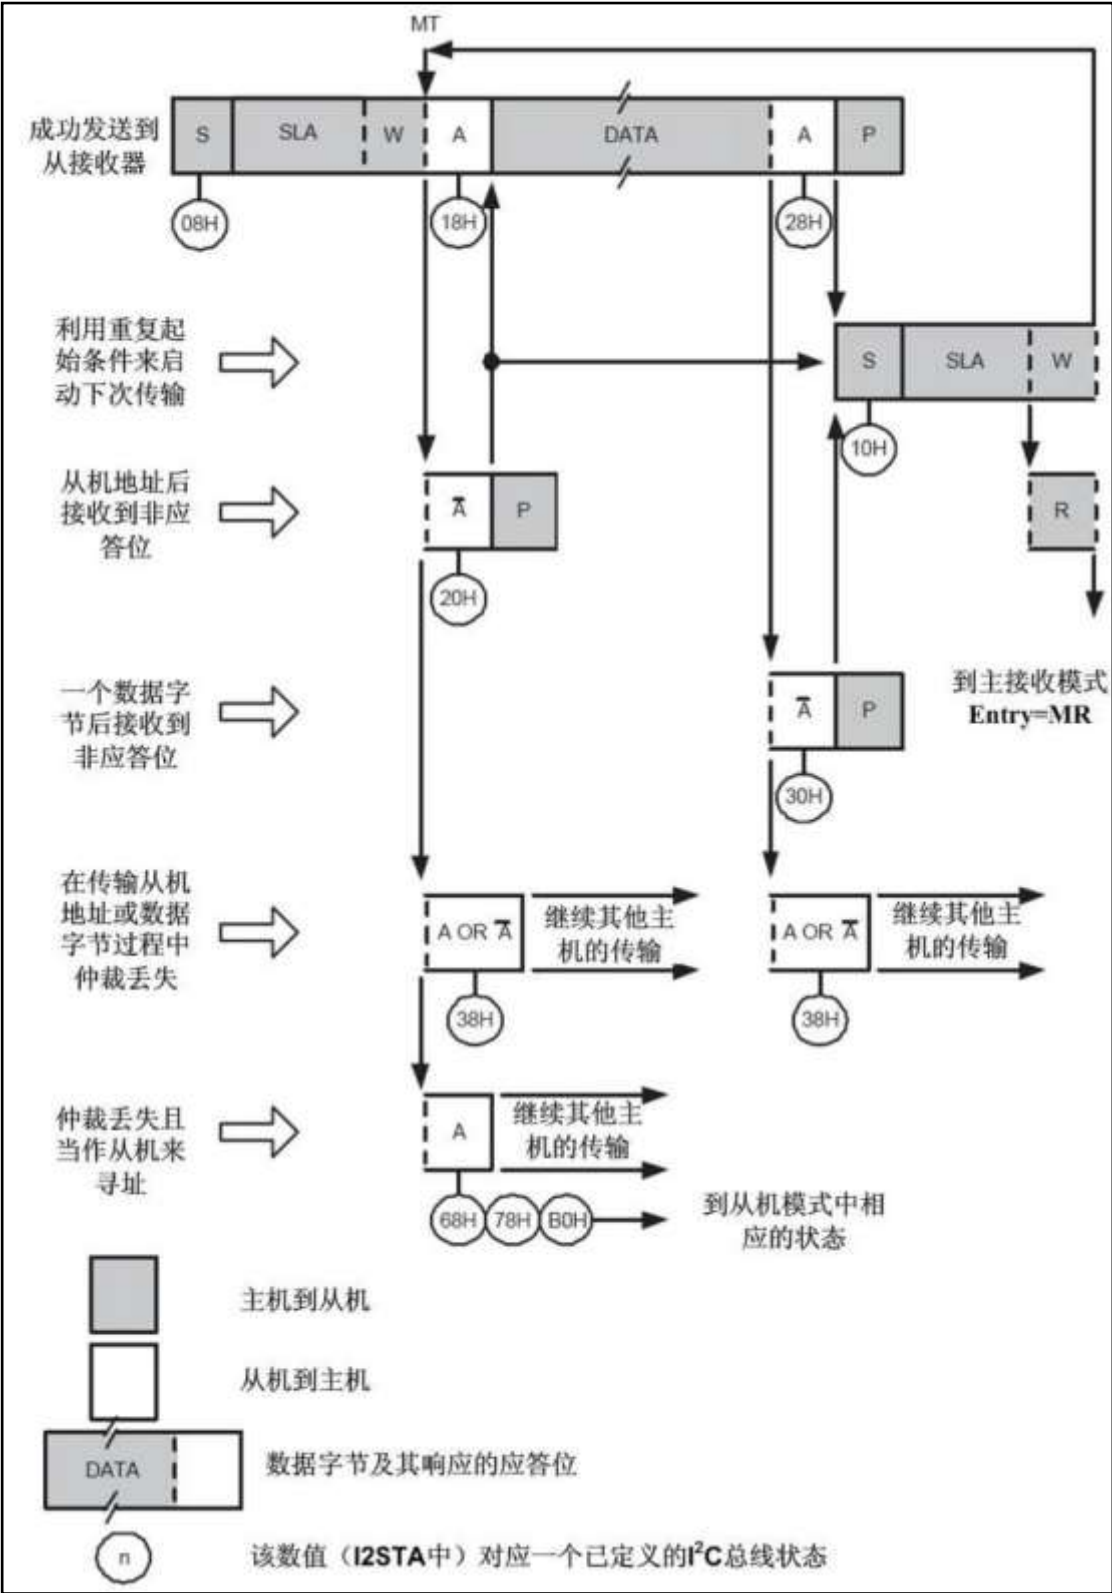 MT
成功发送到
从接收器
S
SLA
W
A
DATA
A
P
08H
18H
28H
利用重复起
始条件来启
动下次传输
S
SLA
W
10H
从机地址后
接收到非应
答位
A̅
P
R
20H
一个数据字
节后接收到
非应答位
A̅
P
到主接收模式
Entry=MR
30H
在传输从机
地址或数据
字节过程中
仲裁丢失
A OR A̅
继续其他主
机的传输
A OR A̅
继续其他主
机的传输
38H
38H
仲裁丢失且
当作从机来
寻址
A
继续其他主
机的传输
68H
78H
B0H
到从机模式中相
应的状态
主机到从机
从机到主机
DATA
数据字节及其响应的应答位
n
该数值（I2STA中）对应一个已定义的I²C总线状态